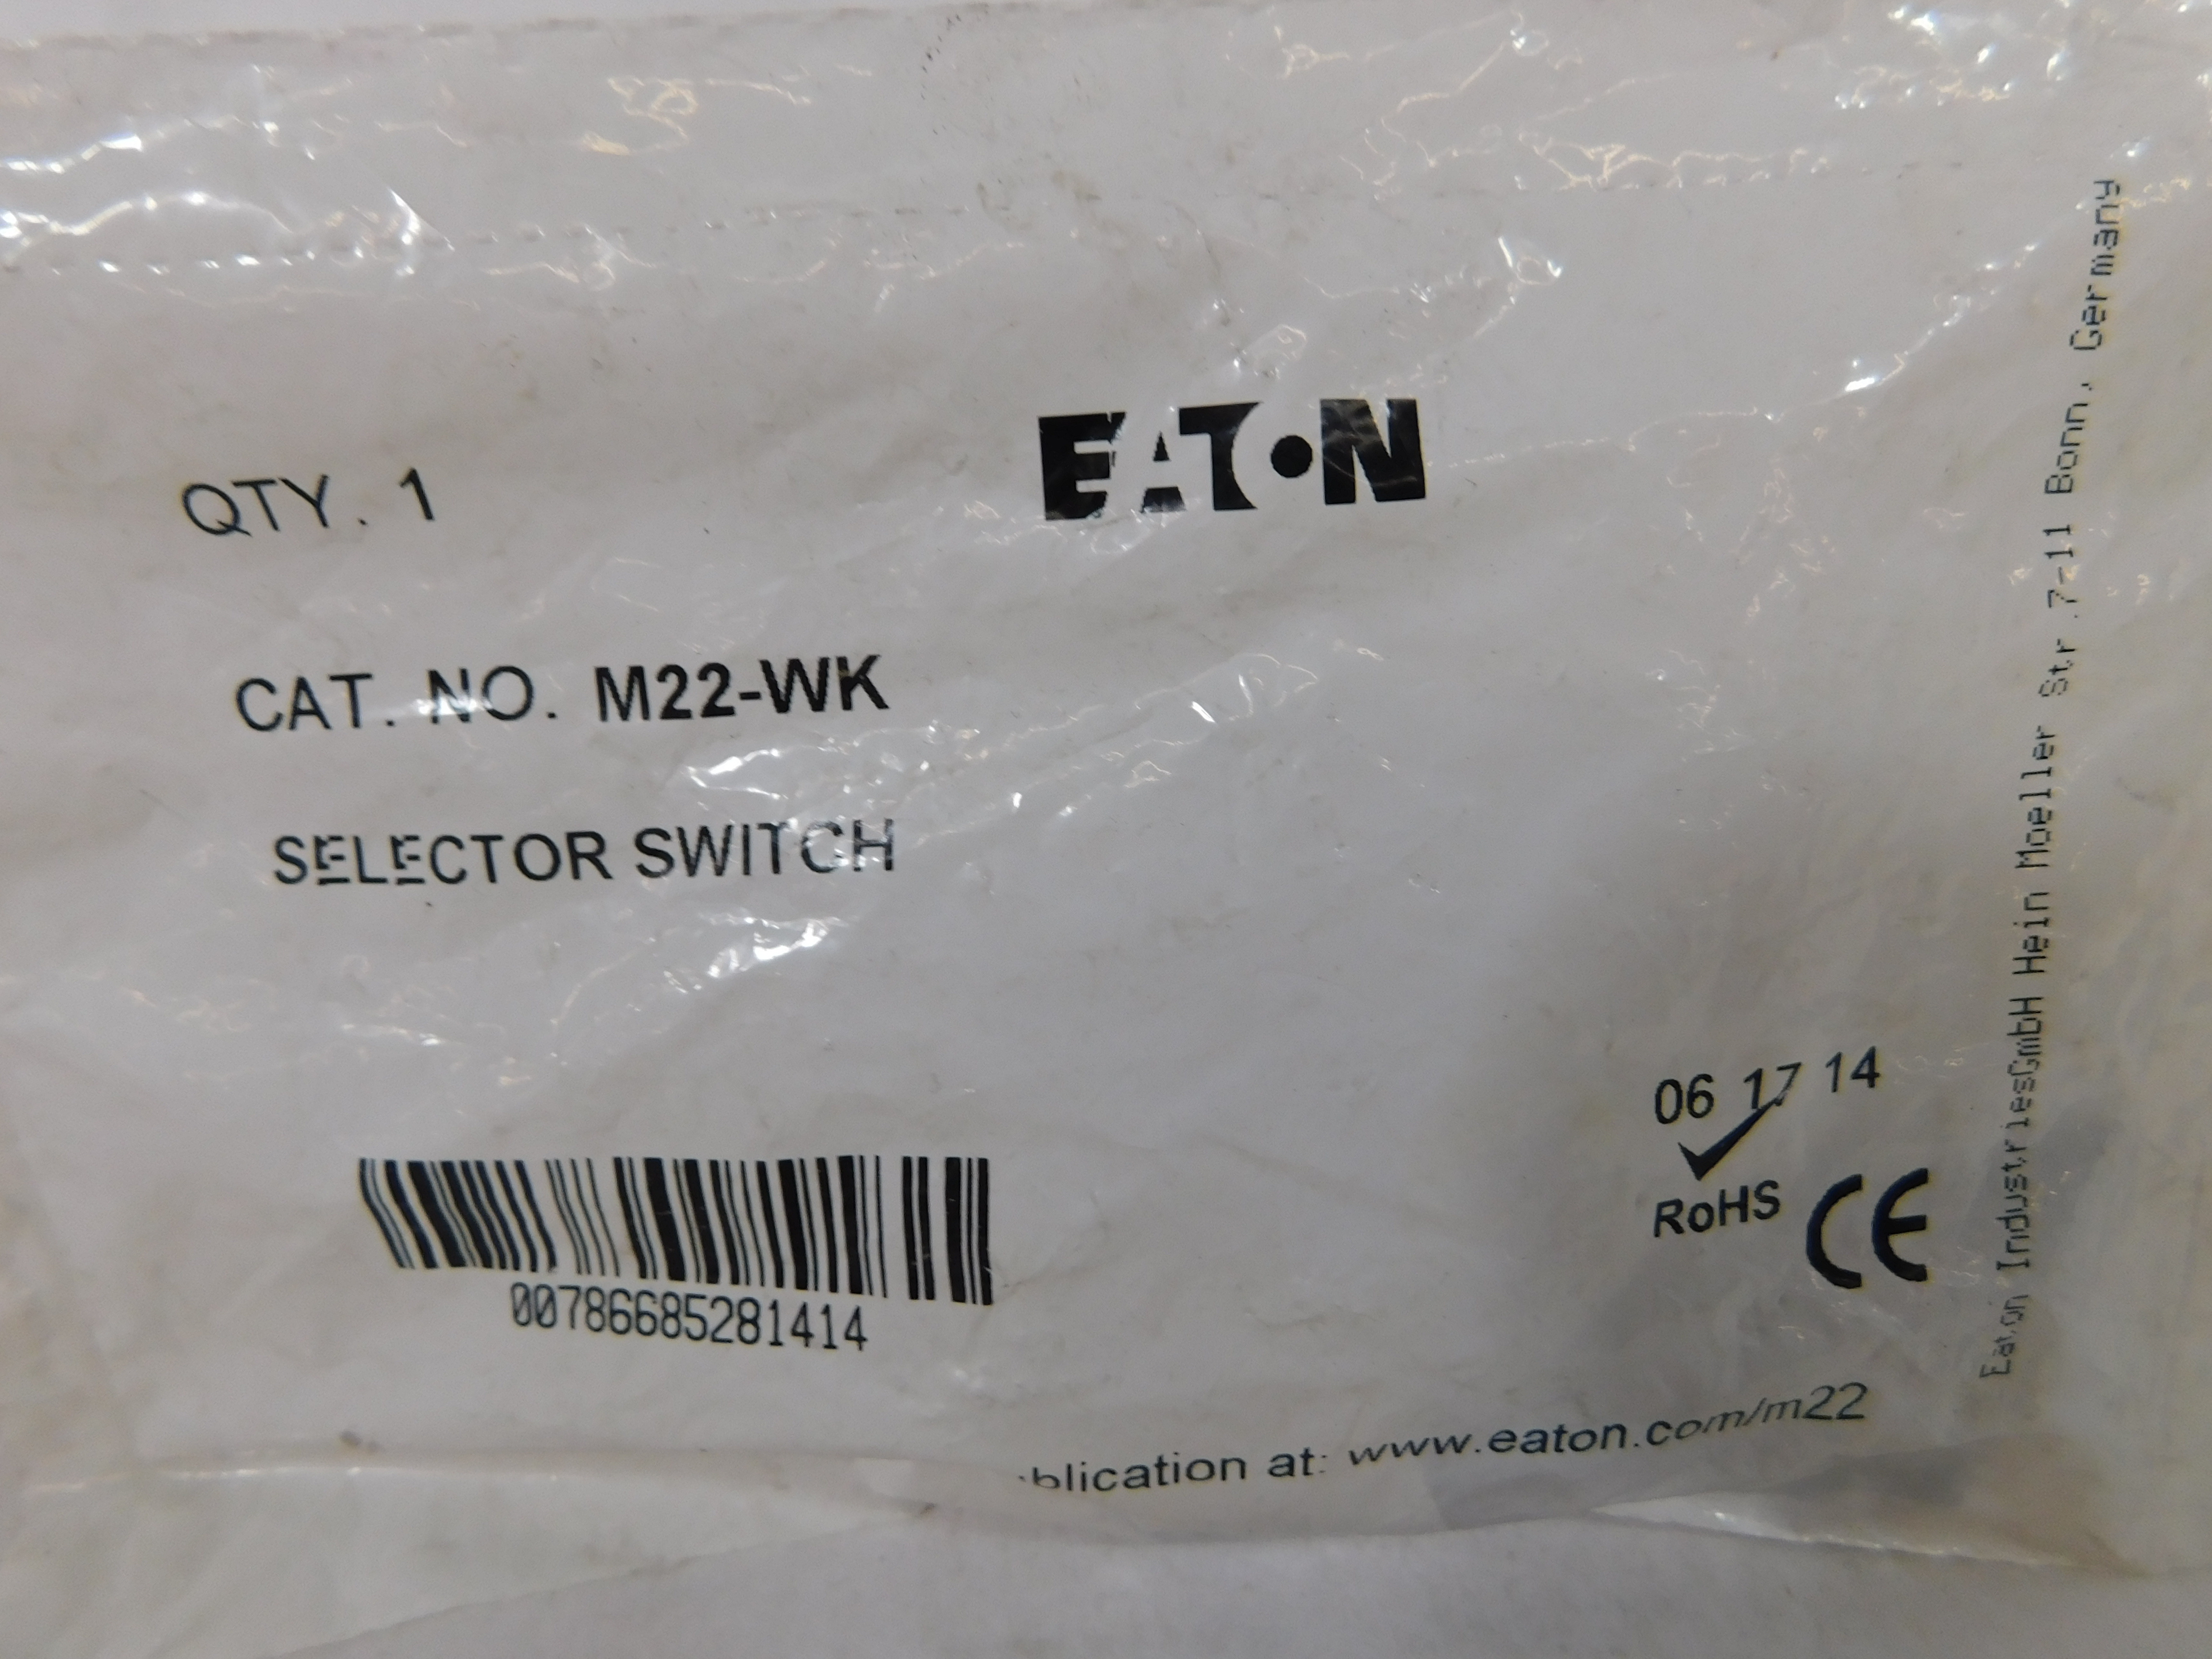 EATON
QTY. 1
CAT. NO. M22-WK
SELECTOR SWITCH
06 17 14
RoHS CE
00786685281414
at: www.eaton.com/m22
Eaton IndustriesGmbH Hein Moeller Str.7-11 Bonn, Germany